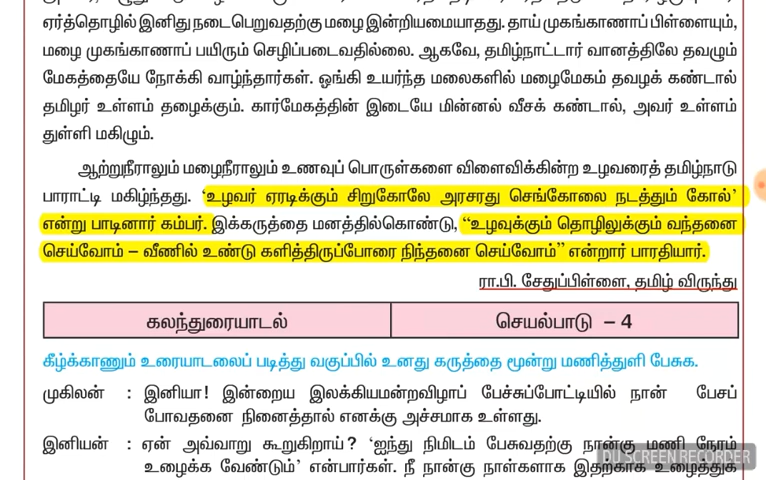 ஏர்த்தொழில் இனிது நடைபெறுவதற்கு மழை இன்றியமையாதது. தாய் முகங்காணாப் பிள்ளையும்,
மழை முகங்காணாப் பயிரும் செழிப்படைவதில்லை. ஆகவே, தமிழ்நாட்டார் வானத்திலே தவழும்
மேகத்தையே நோக்கி வாழ்ந்தார்கள். ஒங்கி உயர்ந்த மலைகளில் மழைமேகம் தவழக் கண்டால்
தமிழர் உள்ளம் தழைக்கும். கார்மேகத்தின் இடையே மின்னல் வீசக் கண்டால், அவர் உள்ளம்
துள்ளி மகிழும்.
ஆற்றுநீராலும் மழைநீராலும் உணவுப் பொருள்களை விளைவிக்கின்ற உழவரைத் தமிழ்நாடு
பாராட்டி மகிழ்ந்தது. ‘உழவர் ஏரடிக்கும் சிறுகோலே அரசரது செங்கோலை நடத்தும் கோல்’
என்று பாடினார் கம்பர். இக்கருத்தை மனத்தில்கொண்டு, “உழவுக்கும் தொழிலுக்கும் வந்தனை
செய்வோம் – வீணில் உண்டு களித்திருப்போரை நிந்தனை செய்வோம்” என்றார் பாரதியார்.
ரா.பி. சேதுப்பிள்ளை, தமிழ் விருந்து
கலந்துரையாடல் செயல்பாடு – 4
கீழ்க்காணும் உரையாடலைப் படித்து வகுப்பில் உனது கருத்தை மூன்று மணித்துளி பேசுக.
முகிலன் : இனியா! இன்றைய இலக்கியமன்றவிழாப் பேச்சுப்போட்டியில் நான் பேசப்
போவதனை நினைத்தால் எனக்கு அச்சமாக உள்ளது.
இனியன் : ஏன் அவ்வாறு கூறுகிறாய்? ‘ஐந்து நிமிடம் பேசுவதற்கு நான்கு மணி நேரம்
உழைக்க வேண்டும்’ என்பார்கள். நீ நான்கு நாள்களாக இதற்காக உழைத்துக்
DU SCREEN RECORDER